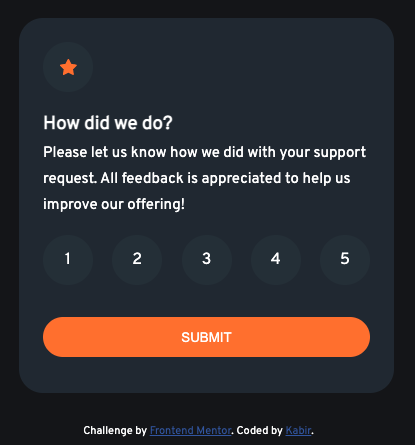 How did we do?
Please let us know how we did with your support
request. All feedback is appreciated to help us
improve our offering!
1 2 3 4 5
SUBMIT
Challenge by Frontend Mentor. Coded by Kabir.